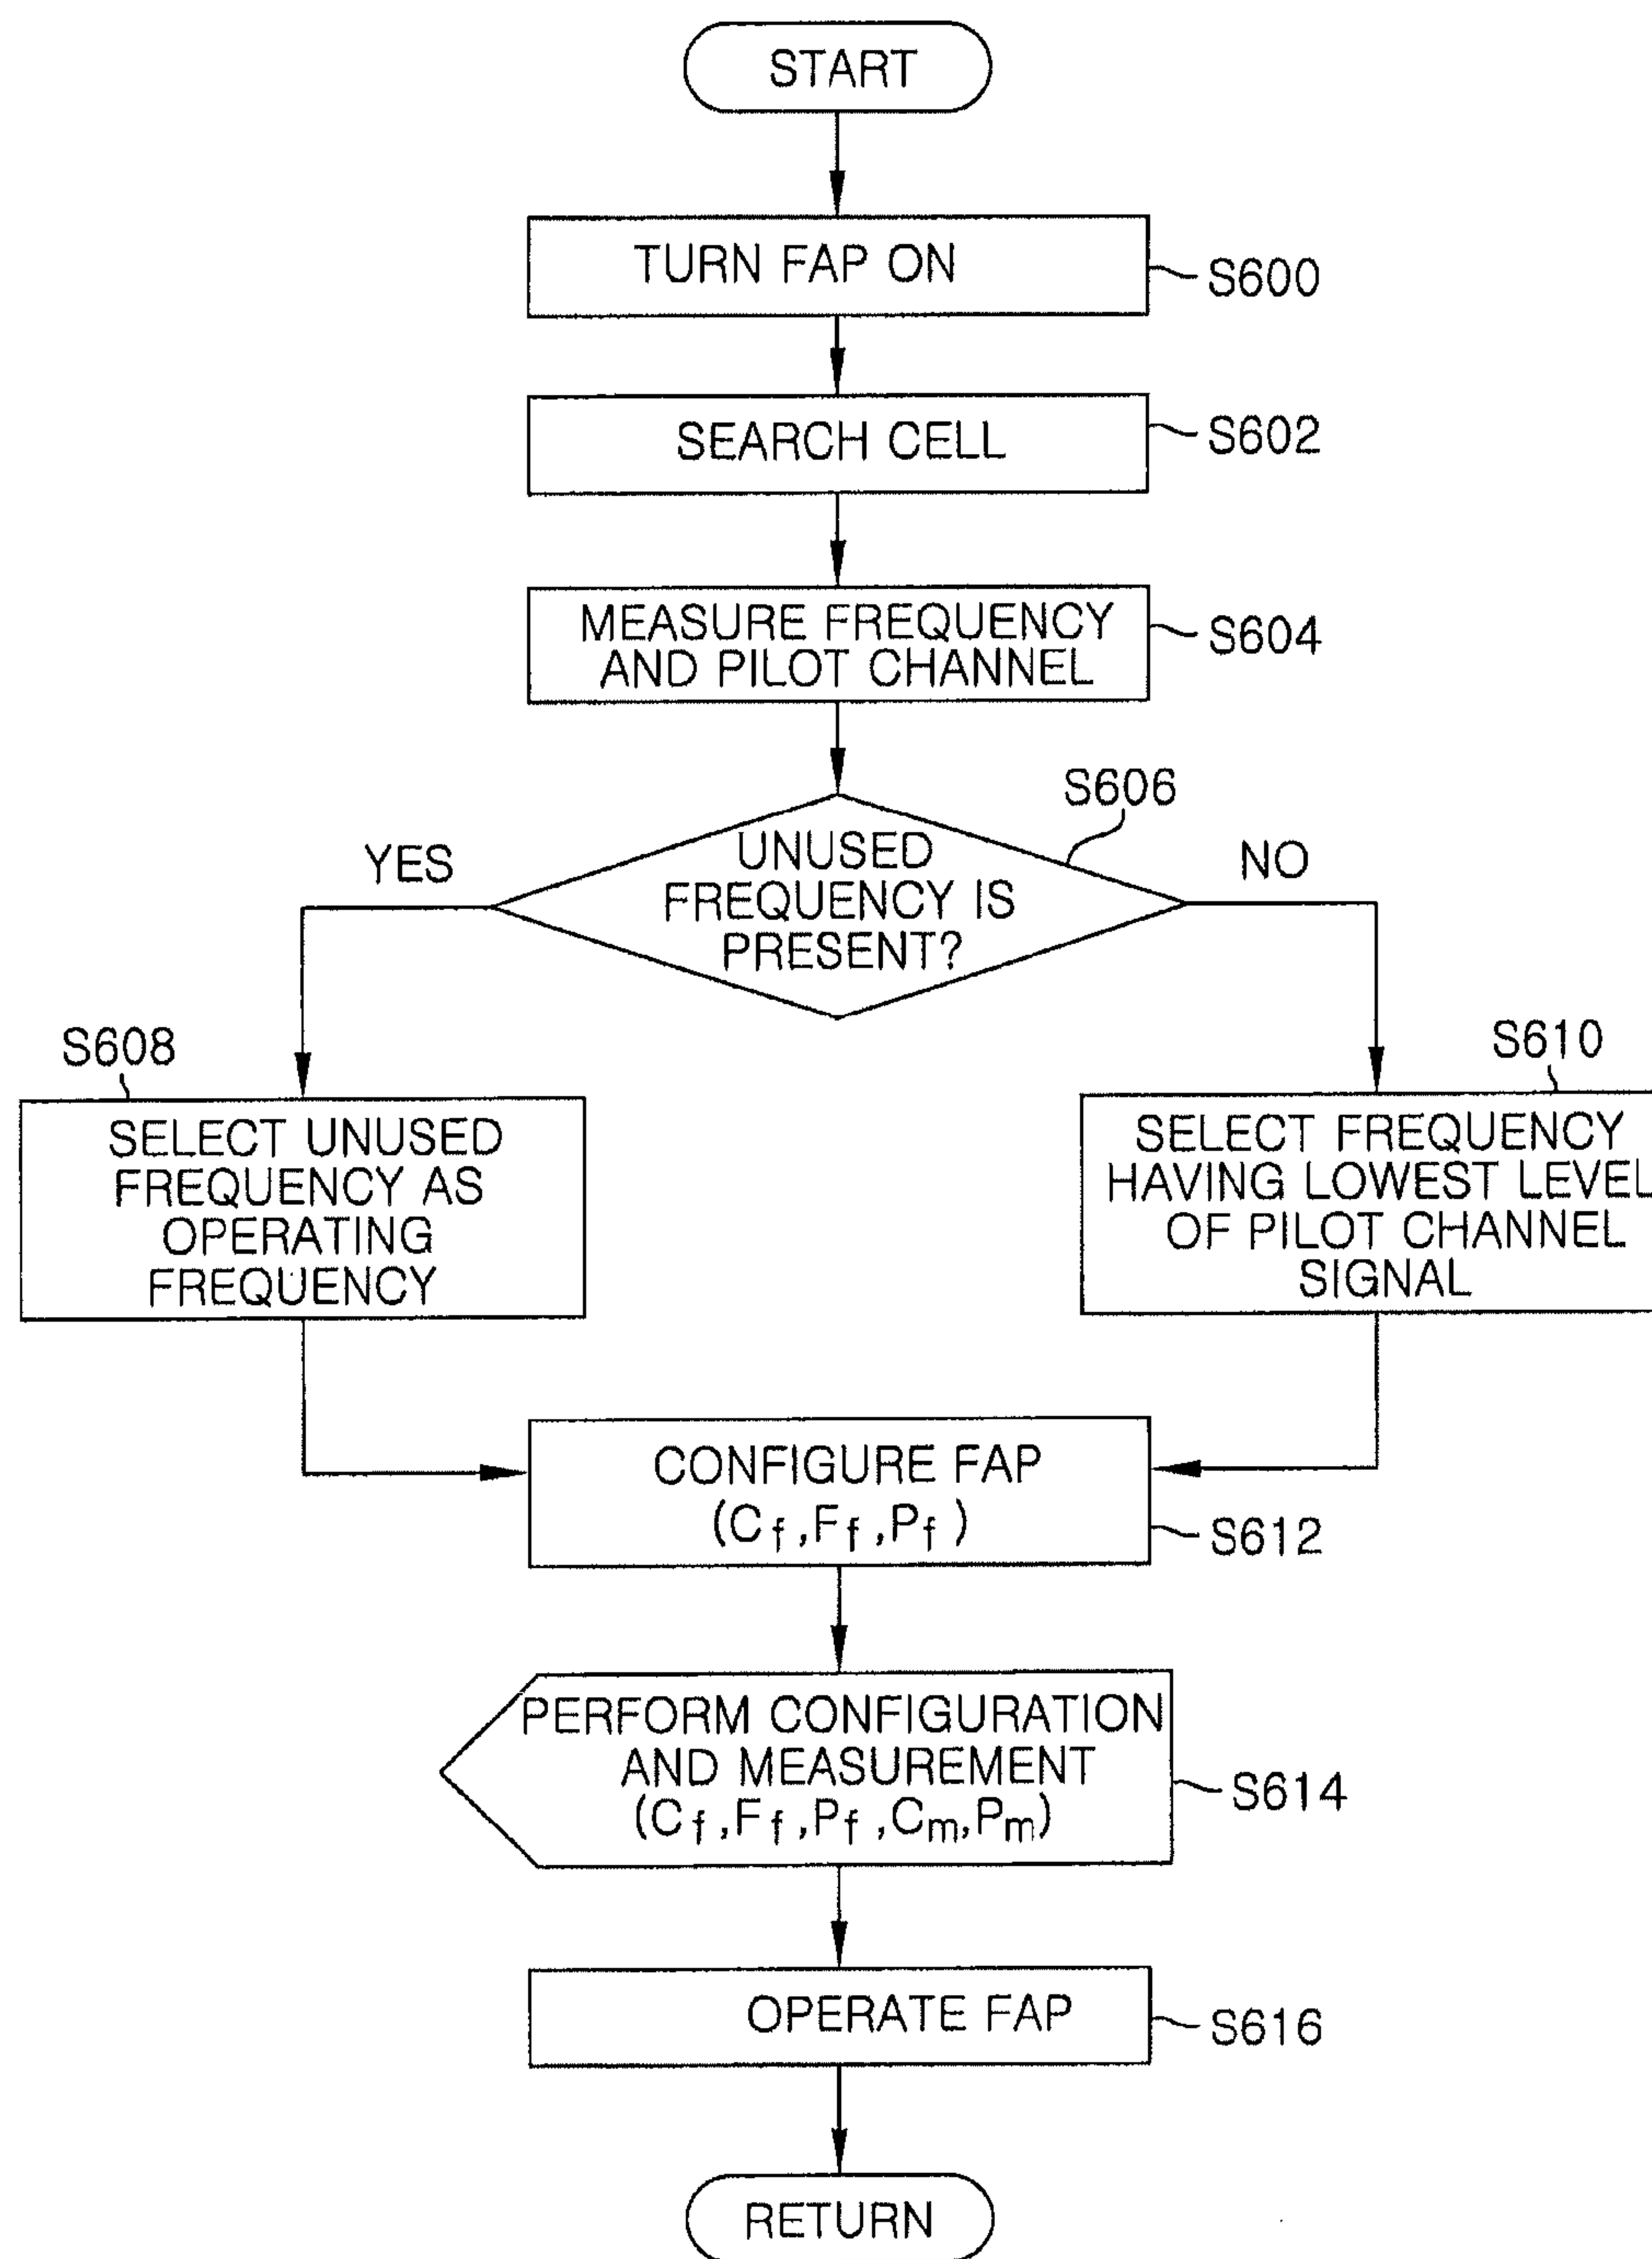 START
TURN FAP ON
S600
SEARCH CELL
S602
MEASURE FREQUENCY
AND PILOT CHANNEL
S604
S606
YES
UNUSED
FREQUENCY IS
PRESENT?
NO
S608
SELECT UNUSED
FREQUENCY AS
OPERATING
FREQUENCY
S610
SELECT FREQUENCY
HAVING LOWEST LEVEL
OF PILOT CHANNEL
SIGNAL
CONFIGURE FAP
(Cf,Ff,Pf)
S612
PERFORM CONFIGURATION
AND MEASUREMENT
(Cf,Ff,Pf,Cm,Pm)
S614
OPERATE FAP
S616
RETURN